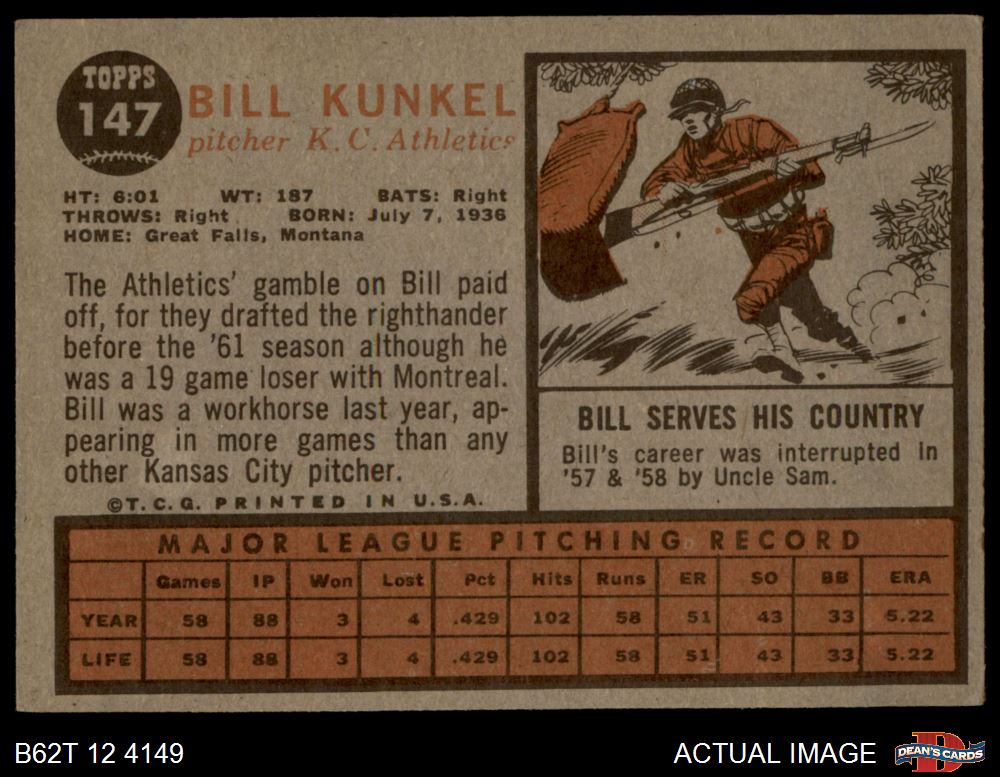 TOPPS
147
BILL KUNKEL
pitcher K. C. Athletics
HT: 6:01 WT: 187 BATS: Right
THROWS: Right BORN: July 7, 1936
HOME: Great Falls, Montana
The Athletics' gamble on Bill paid
off, for they drafted the righthander
before the '61 season although he
was a 19 game loser with Montreal.
Bill was a workhorse last year, ap-
pearing in more games than any
other Kansas City pitcher.
©T. C. G. PRINTED IN U. S. A.
BILL SERVES HIS COUNTRY
Bill's career was interrupted in
'57 & '58 by Uncle Sam.
MAJOR LEAGUE PITCHING RECORD
Games IP Won Lost Pct Hits Runs ER SO BB ERA
YEAR 58 88 3 4 .429 102 58 51 43 33 5.22
LIFE 58 88 3 4 .429 102 58 51 43 33 5.22
B62T 12 4149
ACTUAL IMAGE
D
DEAN'S CARDS